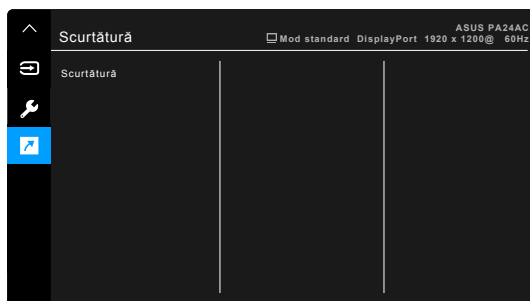 ASUS PA24AC
Scurtătură
Mod standard DisplayPort 1920 x 1200@ 60Hz
Scurtătură